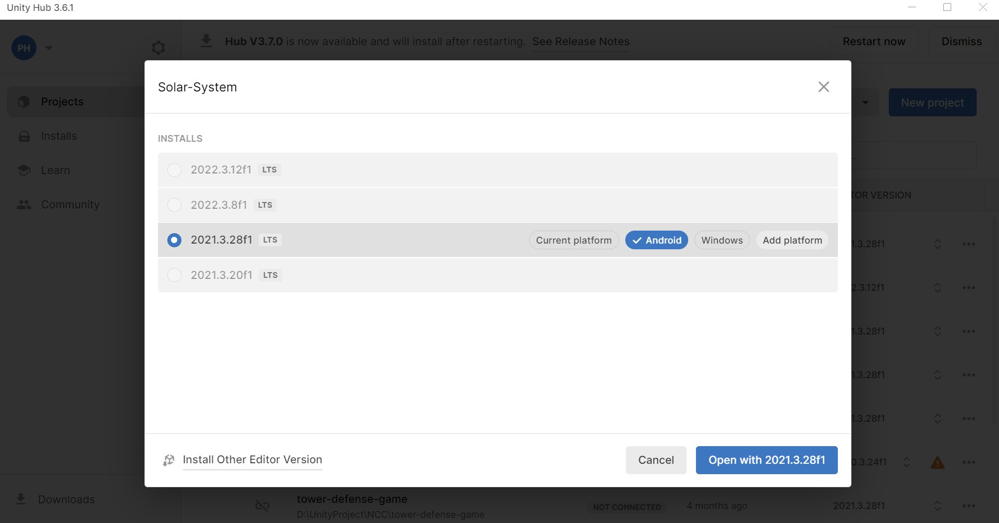 Unity Hub 3.6.1
PH
Hub V3.7.0 is now available and will install after restarting. See Release Notes
Restart now
Dismiss
Projects
Installs
Learn
Community
Downloads
New project
Solar-System
INSTALLS
2022.3.12f1 LTS
2022.3.8f1 LTS
2021.3.28f1 LTS Current platform Android Windows Add platform
2021.3.20f1 LTS
Install Other Editor Version
Cancel
Open with 2021.3.28f1
TOR VERSION
1.3.28f1
2.3.12f1
1.3.28f1
1.3.28f1
1.3.28f1
0.3.24f1
tower-defense-game
D:\UnityProject\NCC\tower-defense-game
NOT CONNECTED
4 months ago
2021.3.28f1